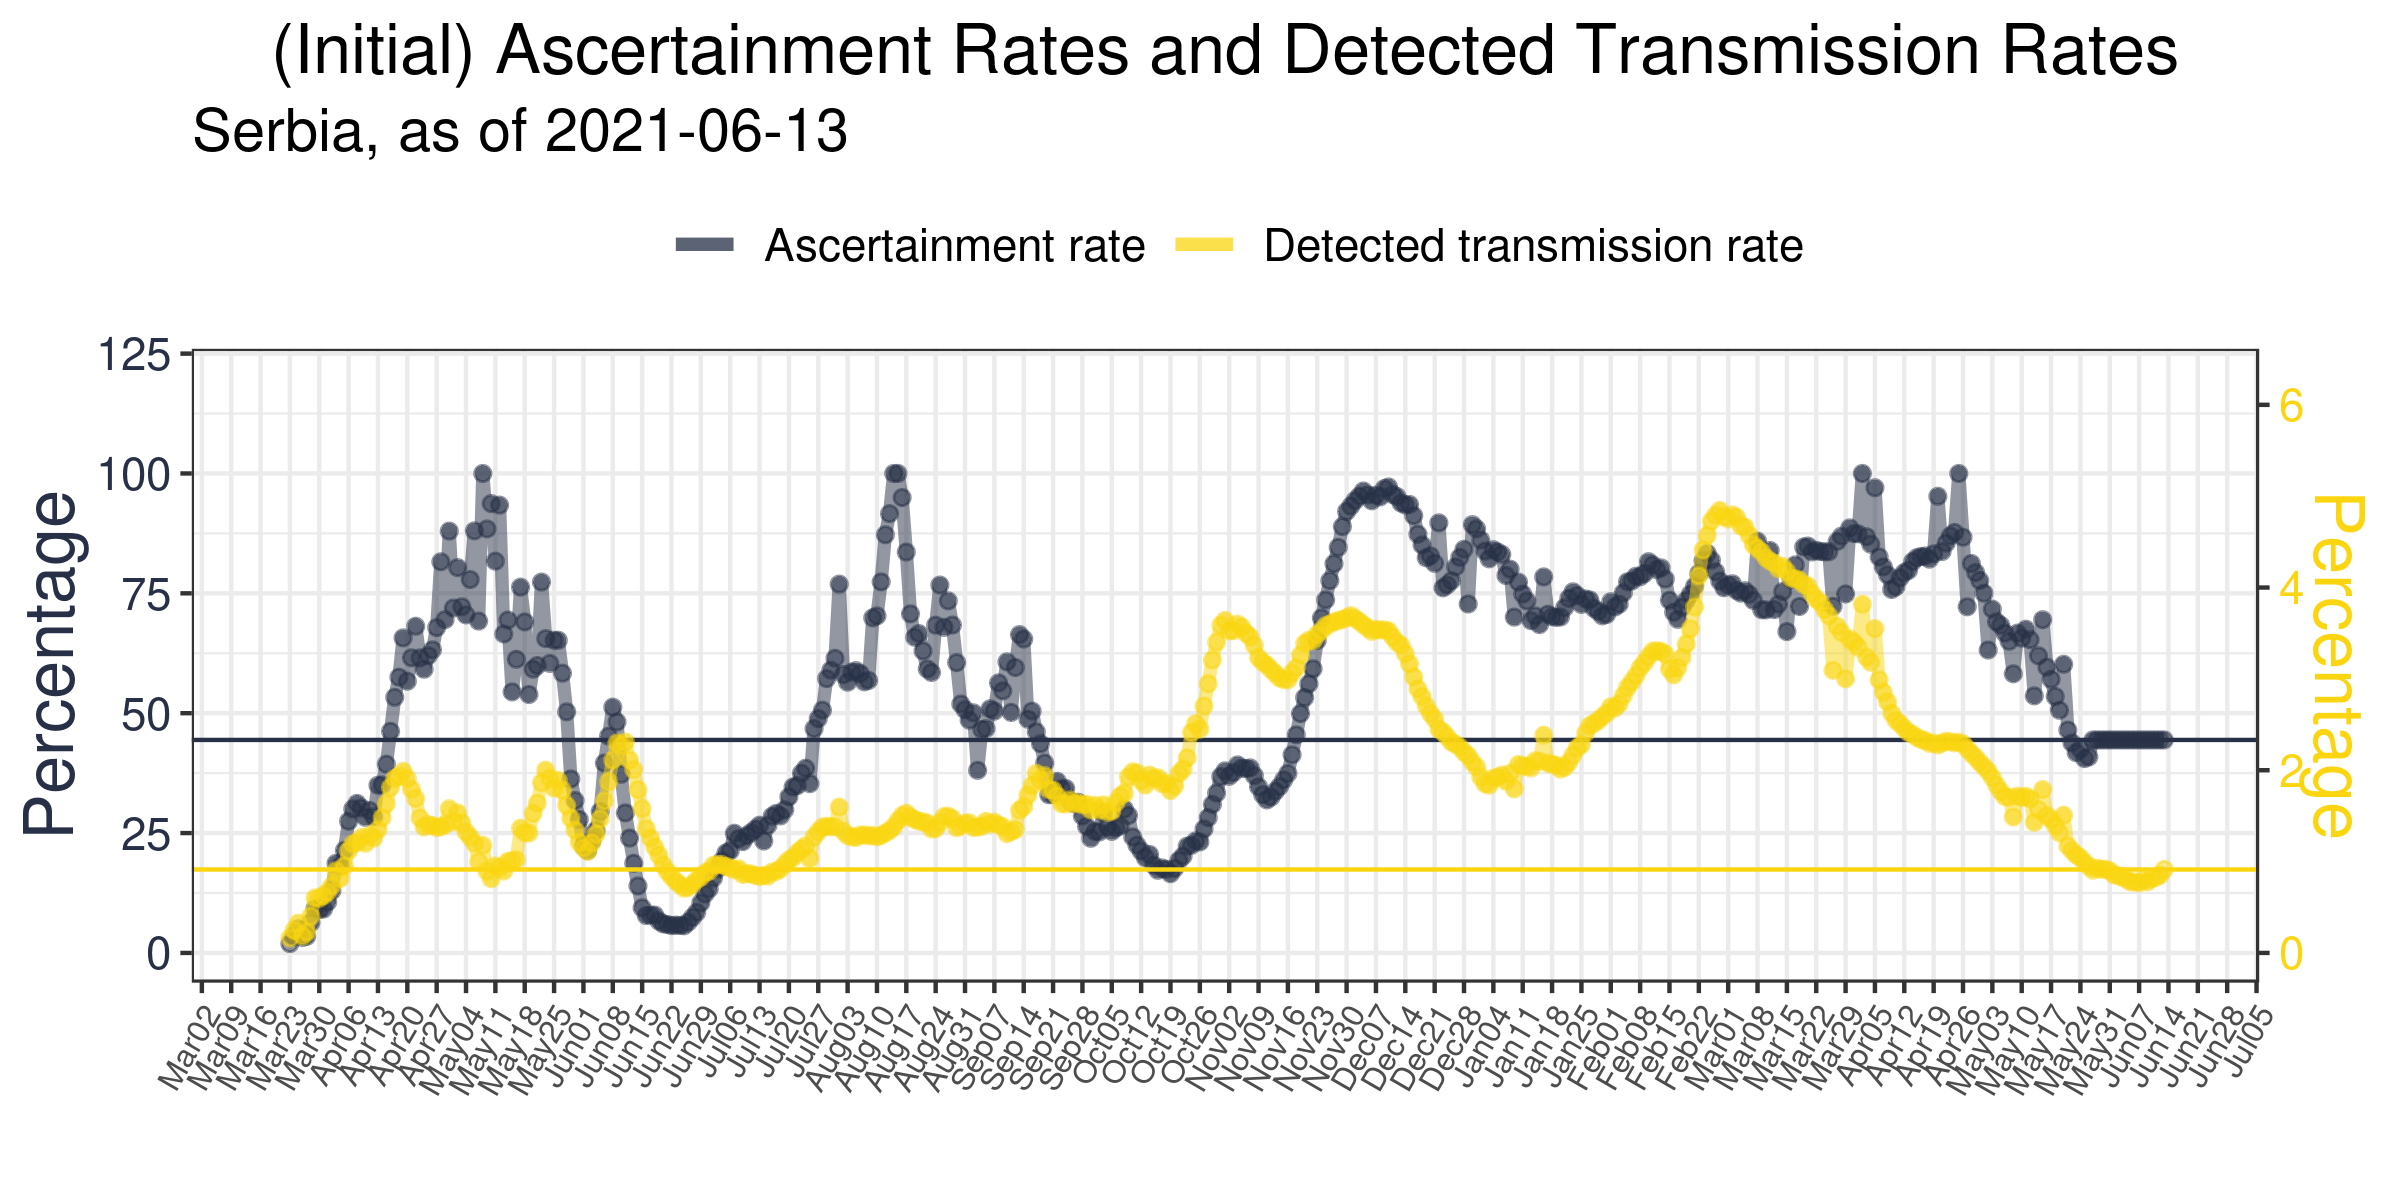 (Initial) Ascertainment Rates and Detected Transmission Rates
Serbia, as of 2021-06-13
Ascertainment rate
Detected transmission rate
Percentage
125
100
75
50
25
0
6
4
2
0
Percentage
Mar02
Mar09
Mar16
Mar23
Mar30
Apr06
Apr13
Apr20
Apr27
May04
May11
May18
May25
Jun01
Jun08
Jun15
Jun22
Jun29
Jul06
Jul13
Jul20
Jul27
Aug03
Aug10
Aug17
Aug24
Aug31
Sep07
Sep14
Sep21
Sep28
Oct05
Oct12
Oct19
Oct26
Nov02
Nov09
Nov16
Nov23
Nov30
Dec07
Dec14
Dec21
Dec28
Jan04
Jan11
Jan18
Jan25
Feb01
Feb08
Feb15
Feb22
Mar01
Mar08
Mar15
Mar22
Mar29
Apr05
Apr12
Apr19
Apr26
May03
May10
May17
May24
May31
Jun07
Jun14
Jun21
Jun28
Jul05